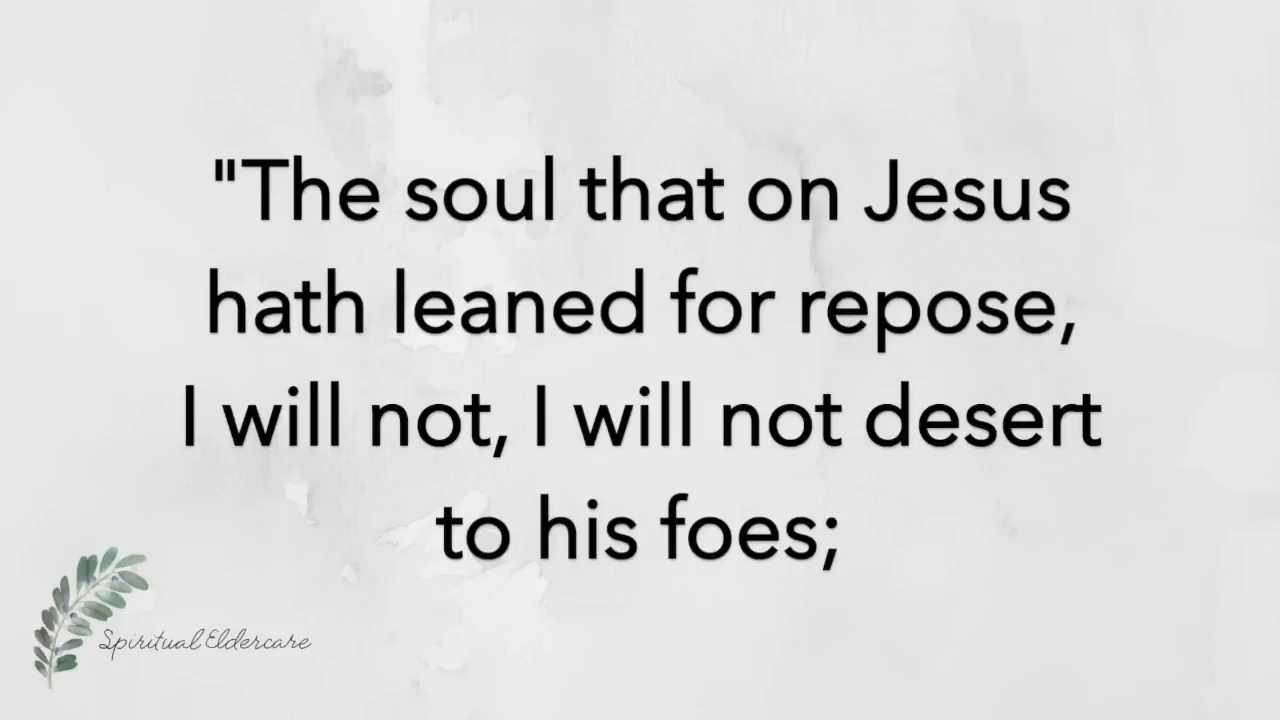 "The soul that on Jesus
hath leaned for repose,
I will not, I will not desert
to his foes;
Spiritual Eldercare